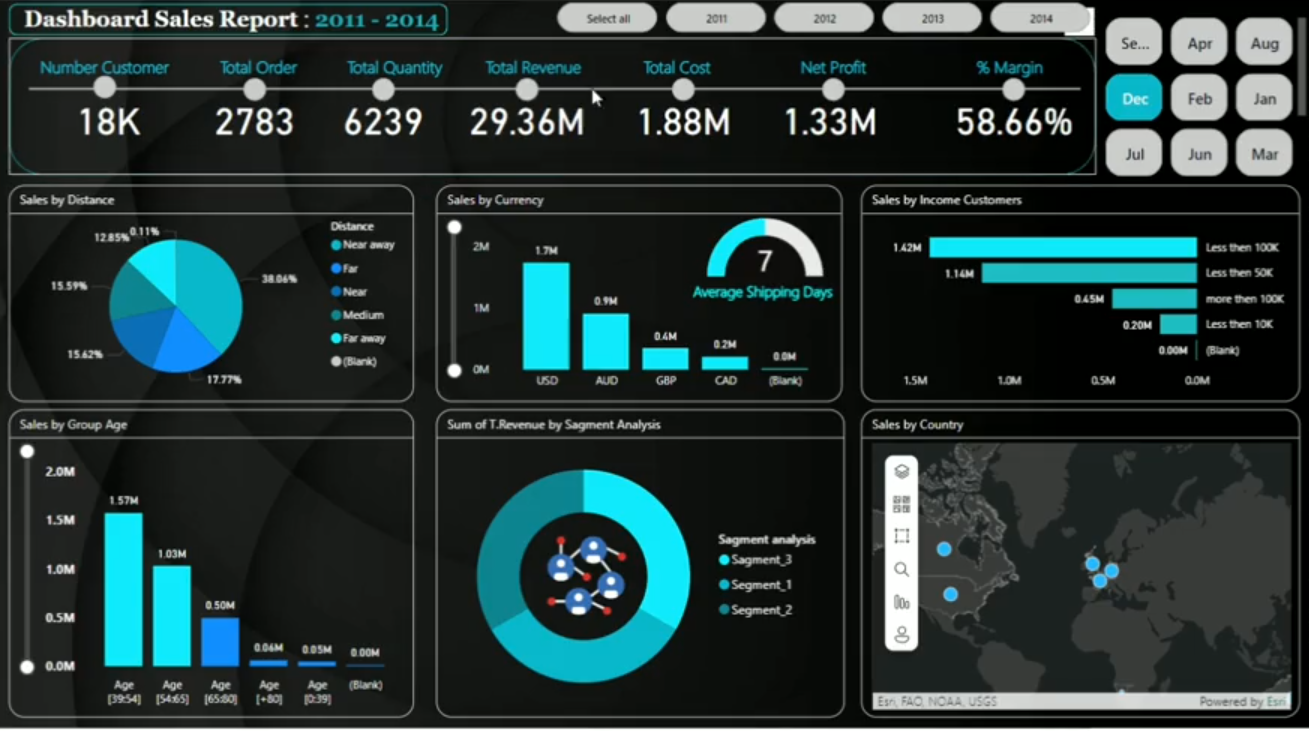 Dashboard Sales Report : 2011 - 2014
Select all
2011
2012
2013
2014
Se...
Apr
Aug
Dec
Feb
Jan
Jul
Jun
Mar
Number Customer
18K
Total Order
2783
Total Quantity
6239
Total Revenue
29.36M
Total Cost
1.88M
Net Profit
1.33M
% Margin
58.66%
Sales by Distance
0.11%
12.85%
15.59%
15.62%
17.77%
38.06%
Distance
Near away
Far
Near
Medium
Far away
(Blank)
Sales by Currency
2M
1M
0M
1.7M
0.9M
0.4M
0.2M
0.0M
USD
AUD
GBP
CAD
(Blank)
7
Average Shipping Days
Sales by Income Customers
1.42M
Less then 100K
1.14M
Less then 50K
0.45M
more then 100K
0.20M
Less then 10K
0.00M
(Blank)
1.5M
1.0M
0.5M
0.0M
Sales by Group Age
2.0M
1.5M
1.0M
0.5M
0.0M
1.57M
1.03M
0.50M
0.06M
0.05M
0.00M
Age
[39:54]
Age
[54:65]
Age
[65:80]
Age
[+80]
Age
[0:39]
(Blank)
Sum of T.Revenue by Sagment Analysis
Sagment analysis
Sagment_3
Segment_1
Segment_2
Sales by Country
Esri, FAO, NOAA, USGS
Powered by Esri